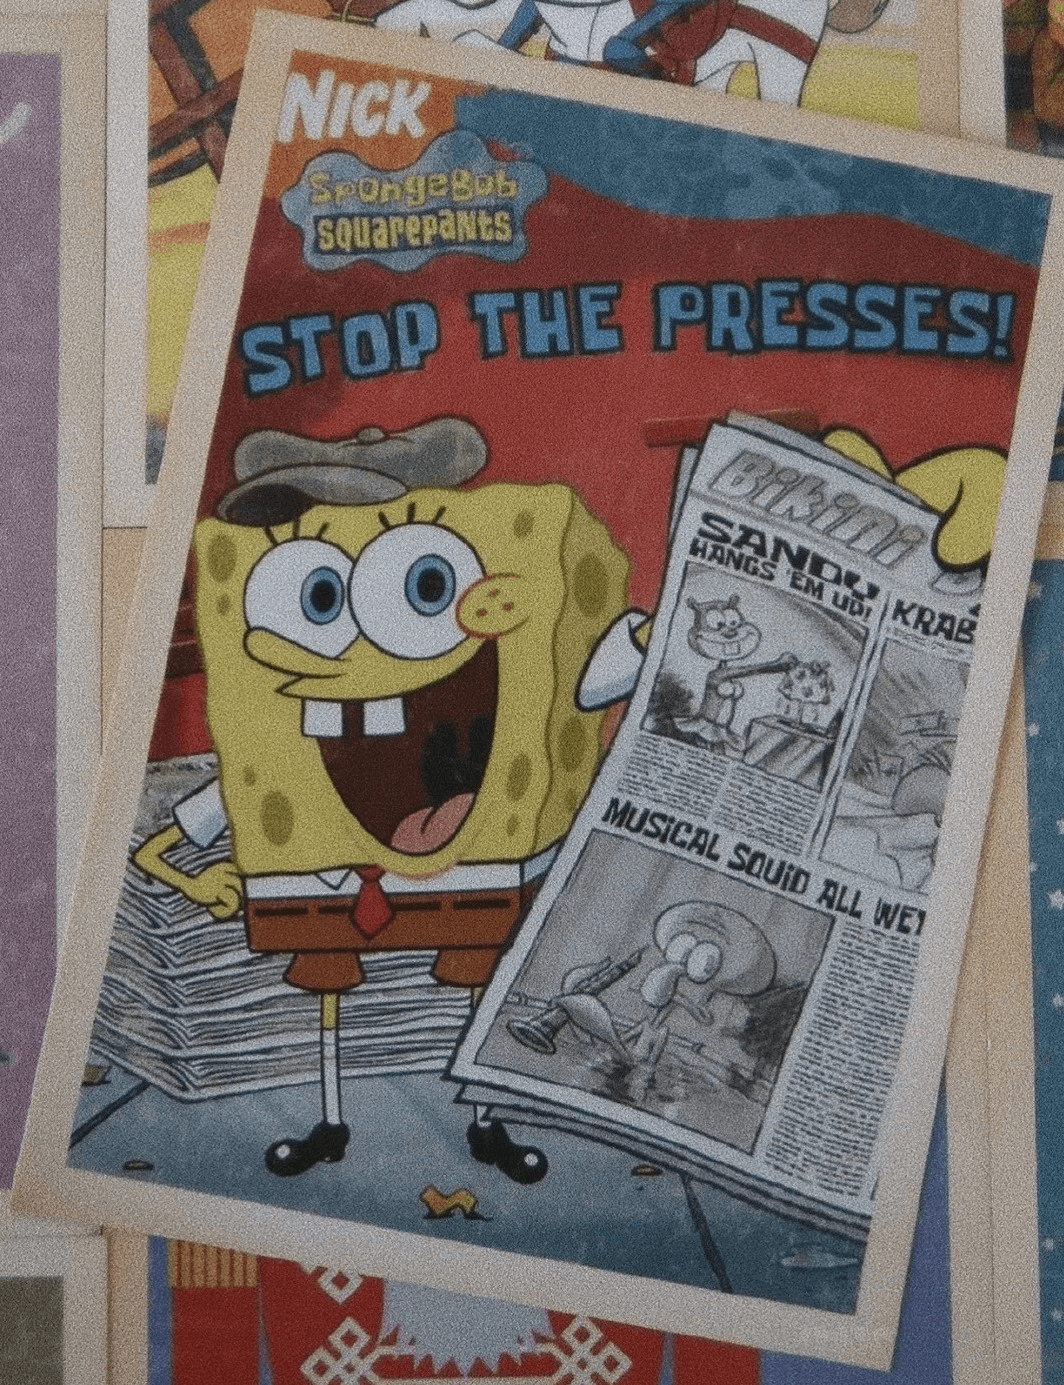 NICK
SpongeBob
SquarePants
STOP THE PRESSES!
Bikini
SANDY
HANGS 'EM UP!
KRAB
MUSICAL SQUID ALL WET